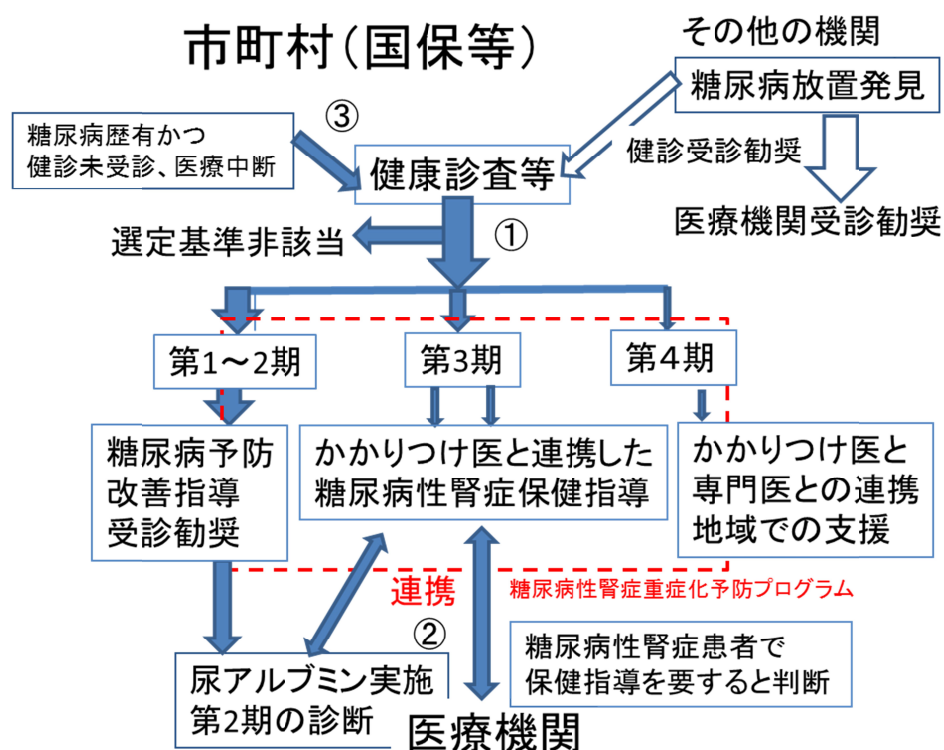 市町村（国保等）
その他の機関
糖尿病放置発見
③
糖尿病歴有かつ
健診未受診、医療中断
健康診査等
健診受診勧奨
医療機関受診勧奨
選定基準非該当
①
第1～2期
第3期
第４期
糖尿病予防
改善指導
受診勧奨
かかりつけ医と連携した
糖尿病性腎症保健指導
かかりつけ医と
専門医との連携
地域での支援
連携
糖尿病性腎症重症化予防プログラム
②
尿アルブミン実施
第2期の診断
糖尿病性腎症患者で
保健指導を要すると判断
医療機関